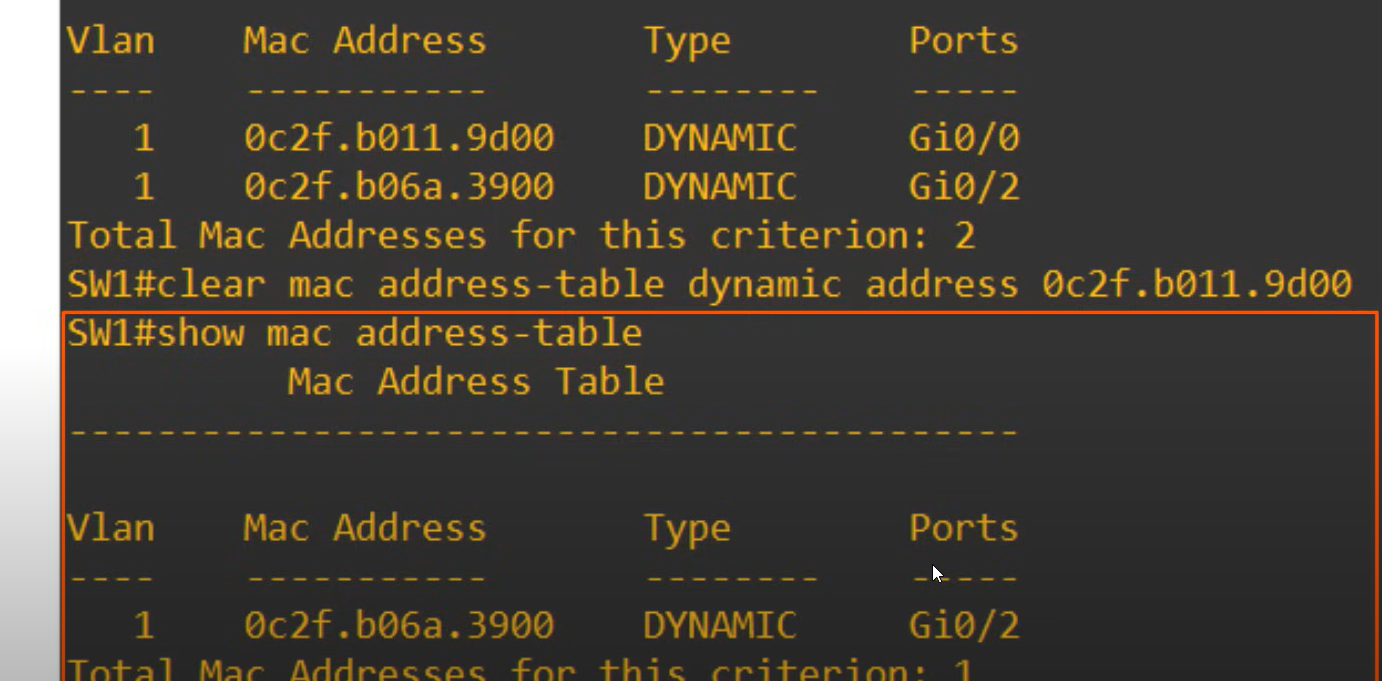 Vlan    Mac Address       Type        Ports
----    -----------       --------    -----
   1    0c2f.b011.9d00    DYNAMIC     Gi0/0
   1    0c2f.b06a.3900    DYNAMIC     Gi0/2
Total Mac Addresses for this criterion: 2
SW1#clear mac address-table dynamic address 0c2f.b011.9d00
SW1#show mac address-table
          Mac Address Table
-------------------------------------------
Vlan    Mac Address       Type        Ports
----    -----------       --------    -----
   1    0c2f.b06a.3900    DYNAMIC     Gi0/2
Total Mac Addresses for this criterion: 1